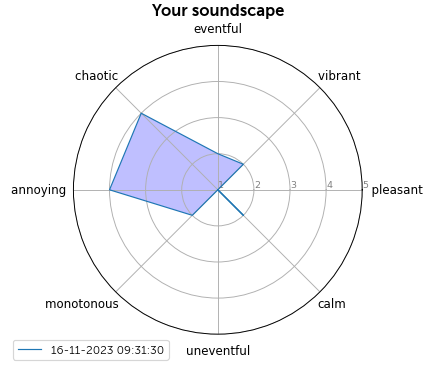 Your soundscape
eventful
chaotic
vibrant
annoying
1
2
3
4
5
pleasant
monotonous
calm
uneventful
16-11-2023 09:31:30